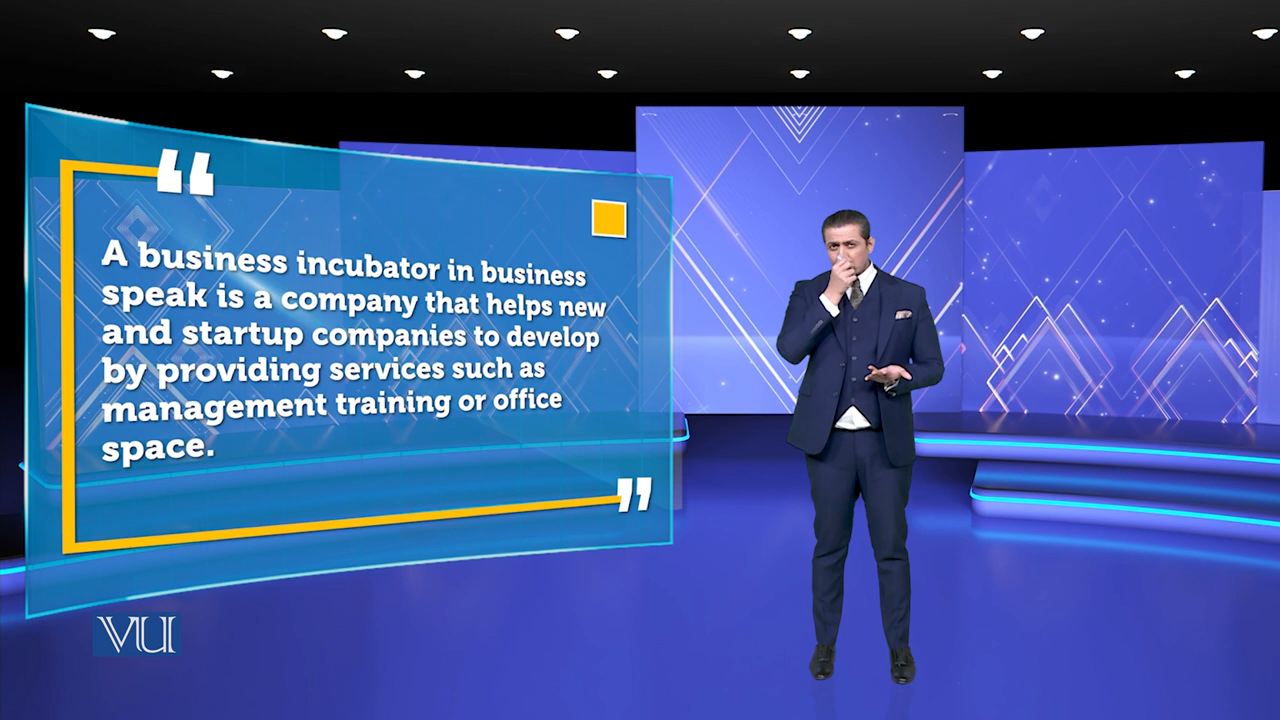 “
A business incubator in business
speak is a company that helps new
and startup companies to develop
by providing services such as
management training or office
space.
”
VU